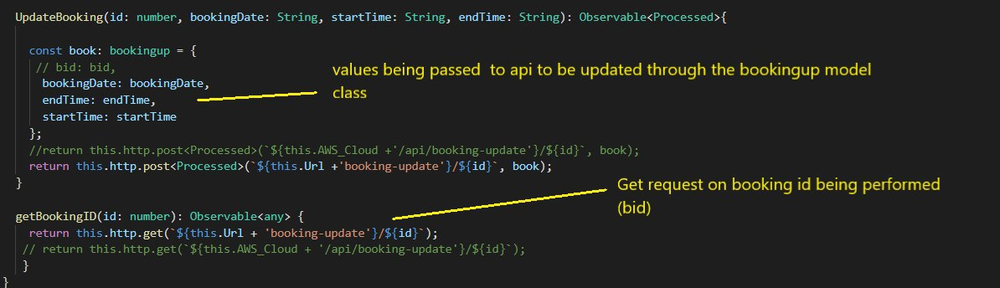 UpdateBooking(id: number, bookingDate: String, startTime: String, endTime: String): Observable<Processed>{
const book: bookingup = {
// bid: bid,
values being passed  to api to be updated through the bookingup model
class
bookingDate: bookingDate,
endTime: endTime,
startTime: startTime
};
//return this.http.post<Processed>(`${this.AWS_Cloud +'/api/booking-update'}/${id}`, book);
return this.http.post<Processed>(`${this.Url +'booking-update'}/${id}`, book);
}
Get request on booking id being performed
(bid)
getBookingID(id: number): Observable<any> {
return this.http.get(`${this.Url + 'booking-update'}/${id}`);
// return this.http.get(`${this.AWS_Cloud + '/api/booking-update'}/${id}`);
}
}